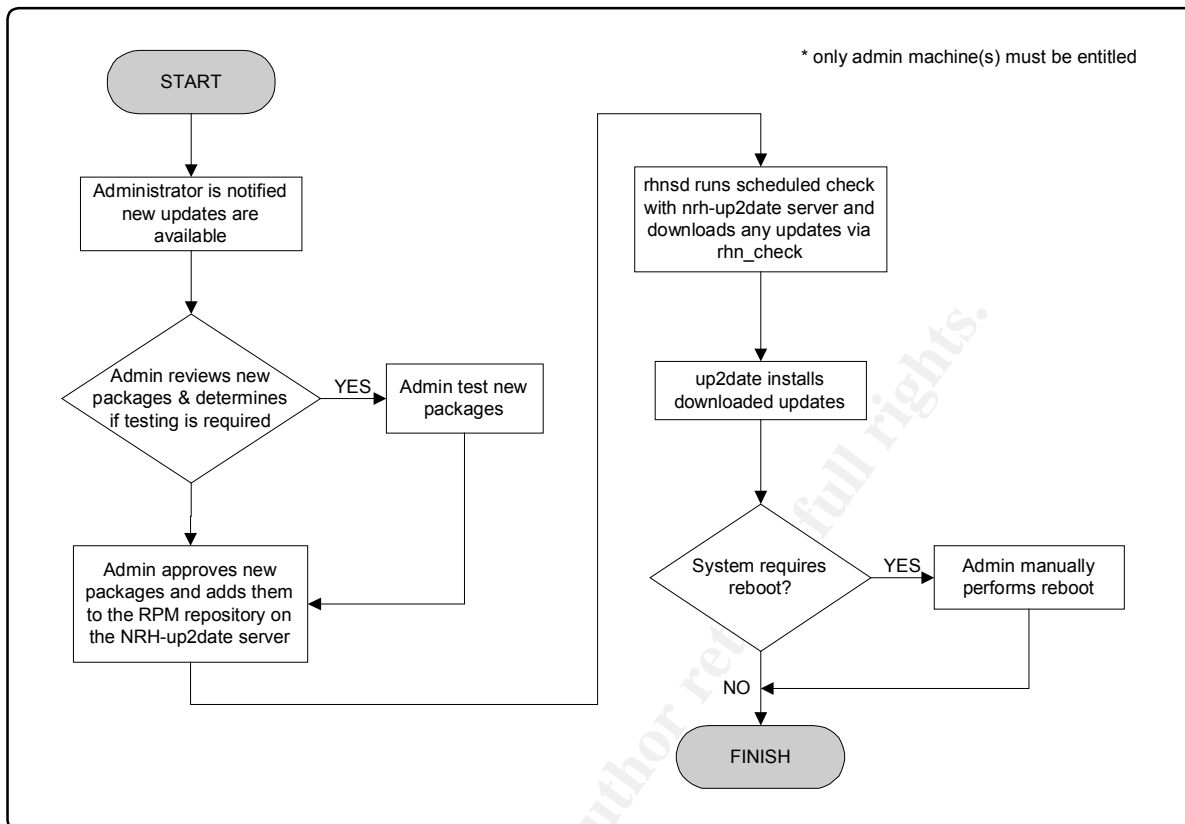 * only admin machine(s) must be entitled
START
Administrator is notified
new updates are
available
Admin reviews new
packages & determines
if testing is required
YES
Admin test new
packages
Admin approves new
packages and adds them
to the RPM repository on
the NRH-up2date server
rhnsd runs scheduled check
with nrh-up2date server and
downloads any updates via
rhn_check
up2date installs
downloaded updates
System requires
reboot?
YES
Admin manually
performs reboot
NO
FINISH
full rights.